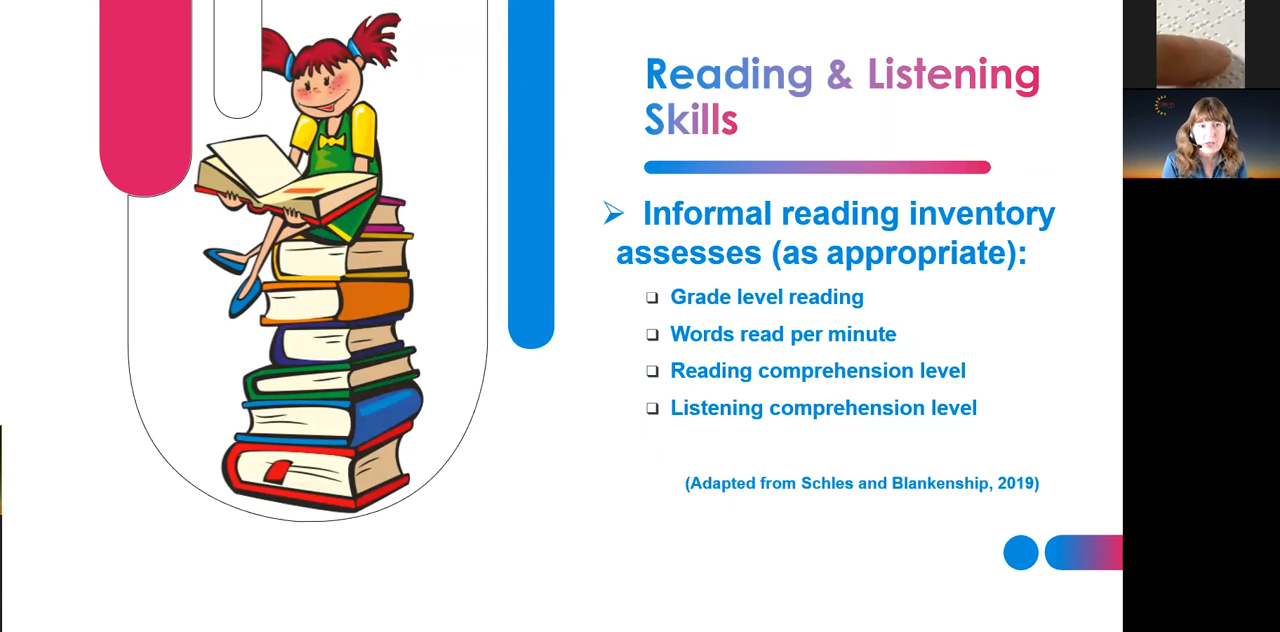 Reading & Listening
Skills
➢ Informal reading inventory
assesses (as appropriate):
❑ Grade level reading
❑ Words read per minute
❑ Reading comprehension level
❑ Listening comprehension level
(Adapted from Schles and Blankenship, 2019)